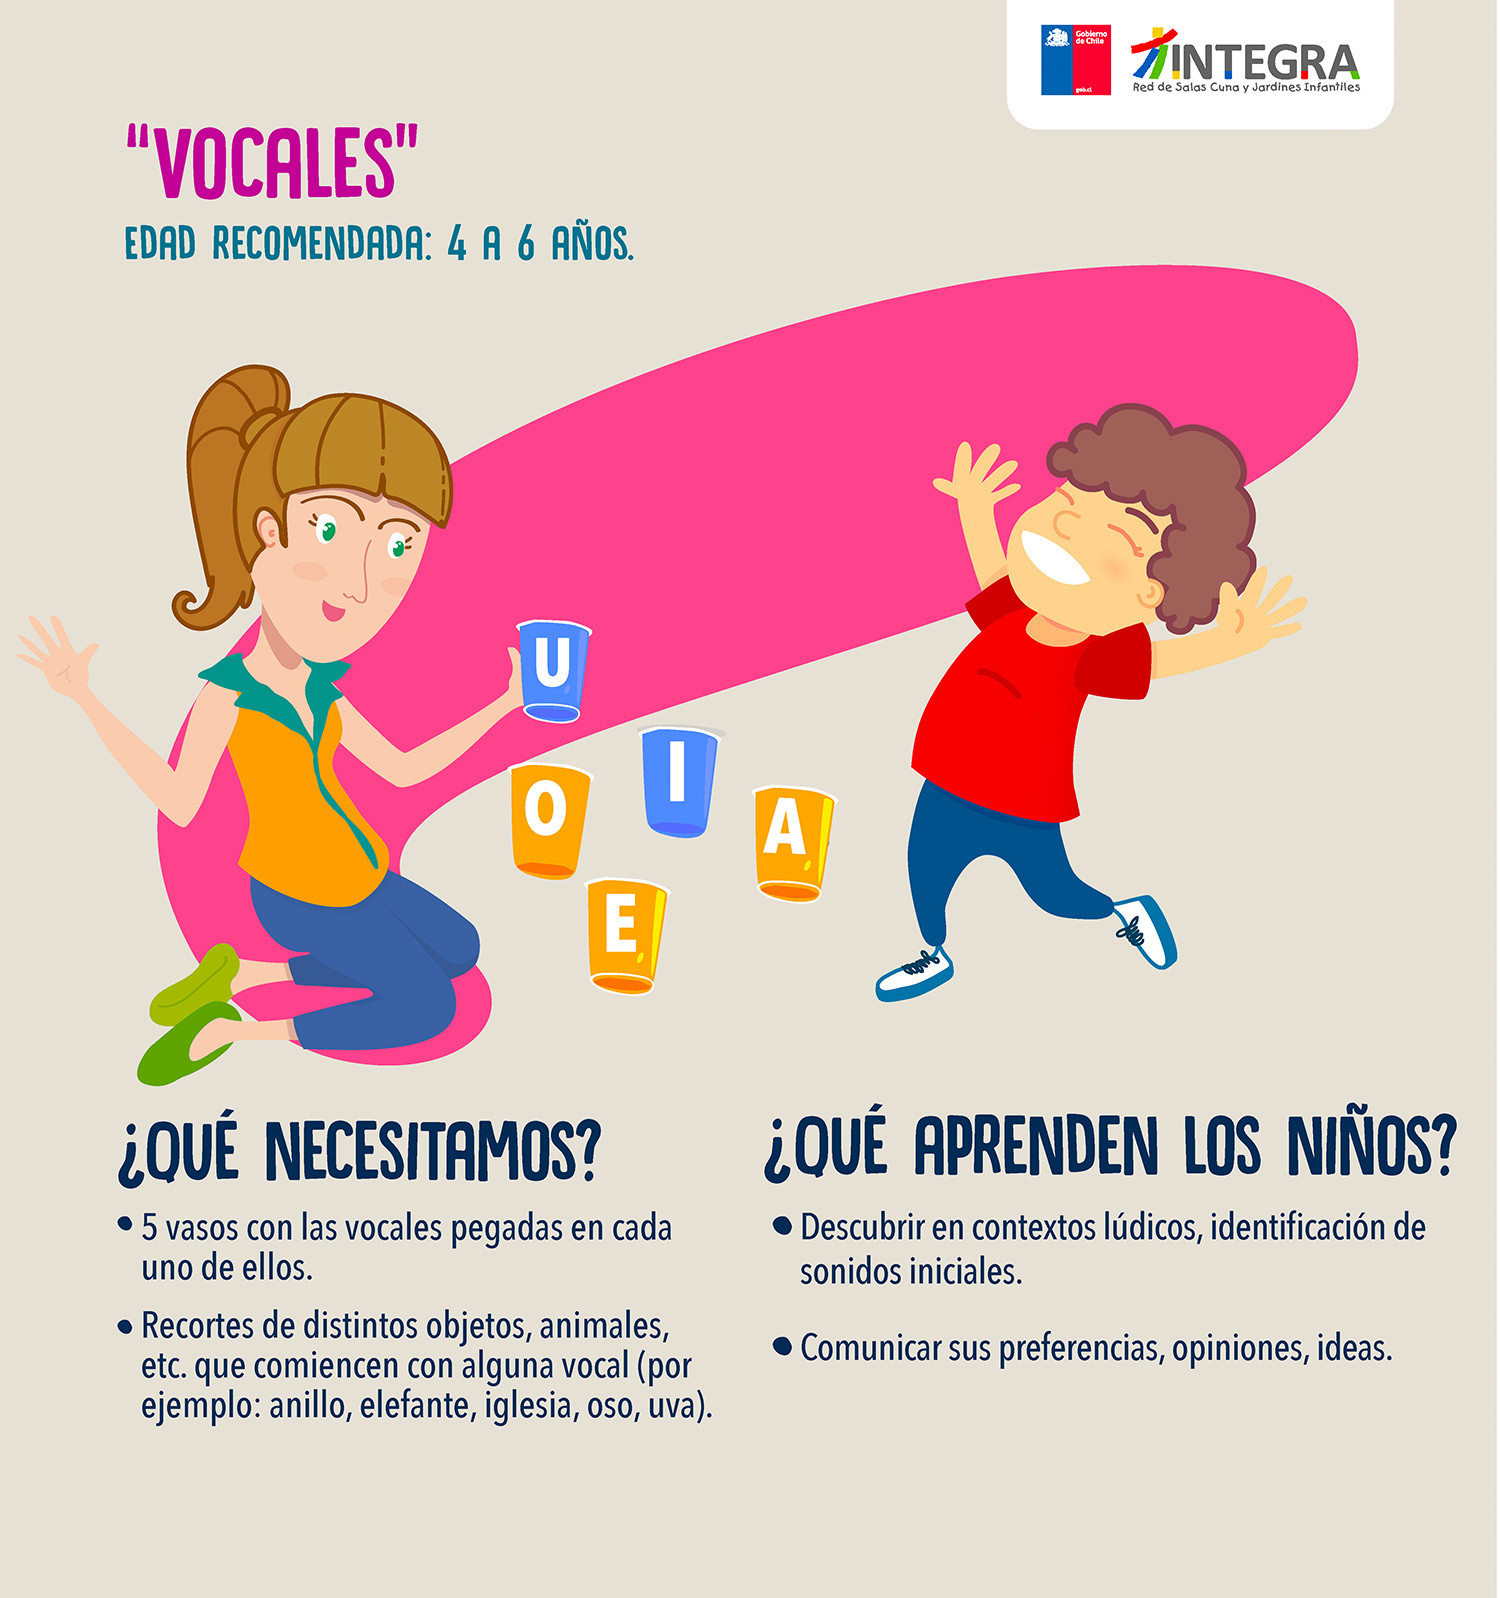 Gobierno
de Chile
gob.cl
INTEGRA
Red de Salas Cuna y Jardines Infantiles
“VOCALES"
EDAD RECOMENDADA: 4 A 6 AÑOS.
U
I
O
A
E
¿QUÉ NECESITAMOS?
• 5 vasos con las vocales pegadas en cada
uno de ellos.
• Recortes de distintos objetos, animales,
etc. que comiencen con alguna vocal (por
ejemplo: anillo, elefante, iglesia, oso, uva).
¿QUÉ APRENDEN LOS NIÑOS?
• Descubrir en contextos lúdicos, identificación de
sonidos iniciales.
• Comunicar sus preferencias, opiniones, ideas.